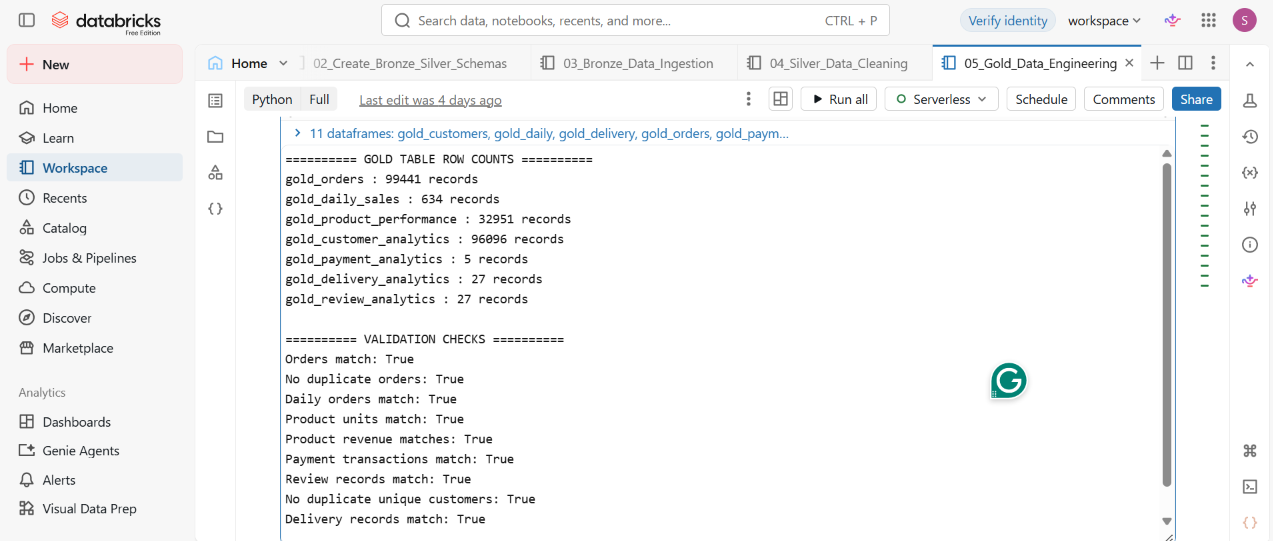 databricks
Free Edition
Search data, notebooks, recents, and more...
CTRL + P
Verify identity
workspace
S
New
Home
Learn
Workspace
Recents
Catalog
Jobs & Pipelines
Compute
Discover
Marketplace
Analytics
Dashboards
Genie Agents
Alerts
Visual Data Prep
Home
02_Create_Bronze_Silver_Schemas
03_Bronze_Data_Ingestion
04_Silver_Data_Cleaning
05_Gold_Data_Engineering
Python
Full
Last edit was 4 days ago
Run all
Serverless
Schedule
Comments
Share
11 dataframes: gold_customers, gold_daily, gold_delivery, gold_orders, gold_paym...
========== GOLD TABLE ROW COUNTS ==========
gold_orders : 99441 records
gold_daily_sales : 634 records
gold_product_performance : 32951 records
gold_customer_analytics : 96096 records
gold_payment_analytics : 5 records
gold_delivery_analytics : 27 records
gold_review_analytics : 27 records
========== VALIDATION CHECKS ==========
Orders match: True
No duplicate orders: True
Daily orders match: True
Product units match: True
Product revenue matches: True
Payment transactions match: True
Review records match: True
No duplicate unique customers: True
Delivery records match: True